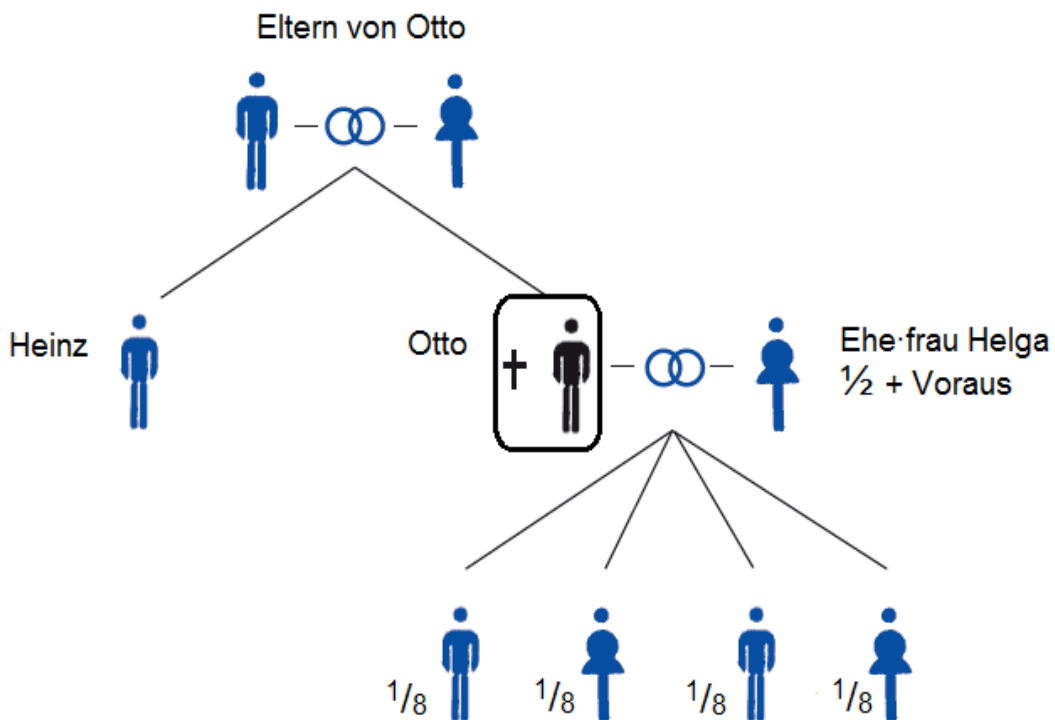 Eltern von Otto
Heinz
Otto
Ehe·frau Helga
½ + Voraus
1/8
1/8
1/8
1/8